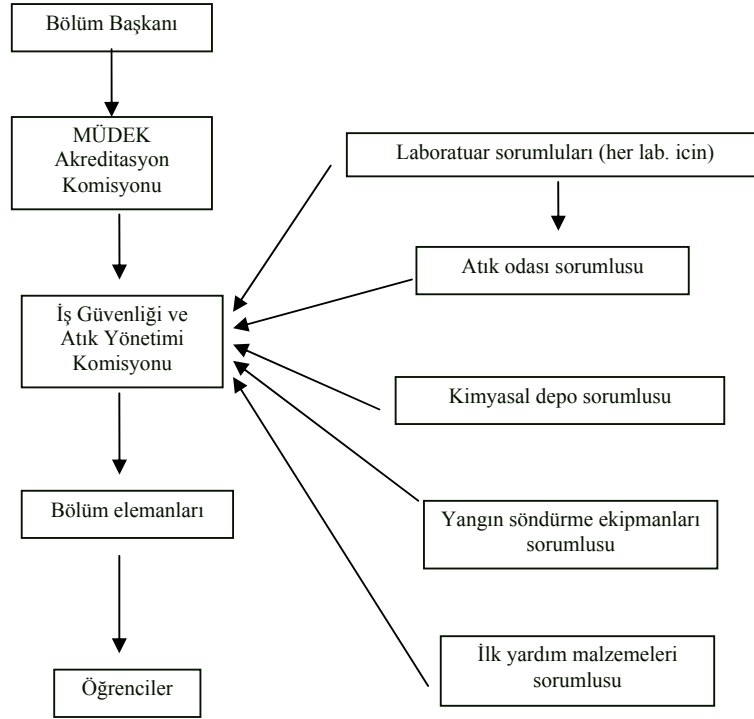 Bölüm Başkanı
MÜDEK
Akreditasyon
Komisyonu
İş Güvenliği ve
Atık Yönetimi
Komisyonu
Bölüm elemanları
Öğrenciler
Laboratuar sorumluları (her lab. icin)
Atık odası sorumlusu
Kimyasal depo sorumlusu
Yangın söndürme ekipmanları
sorumlusu
İlk yardım malzemeleri
sorumlusu